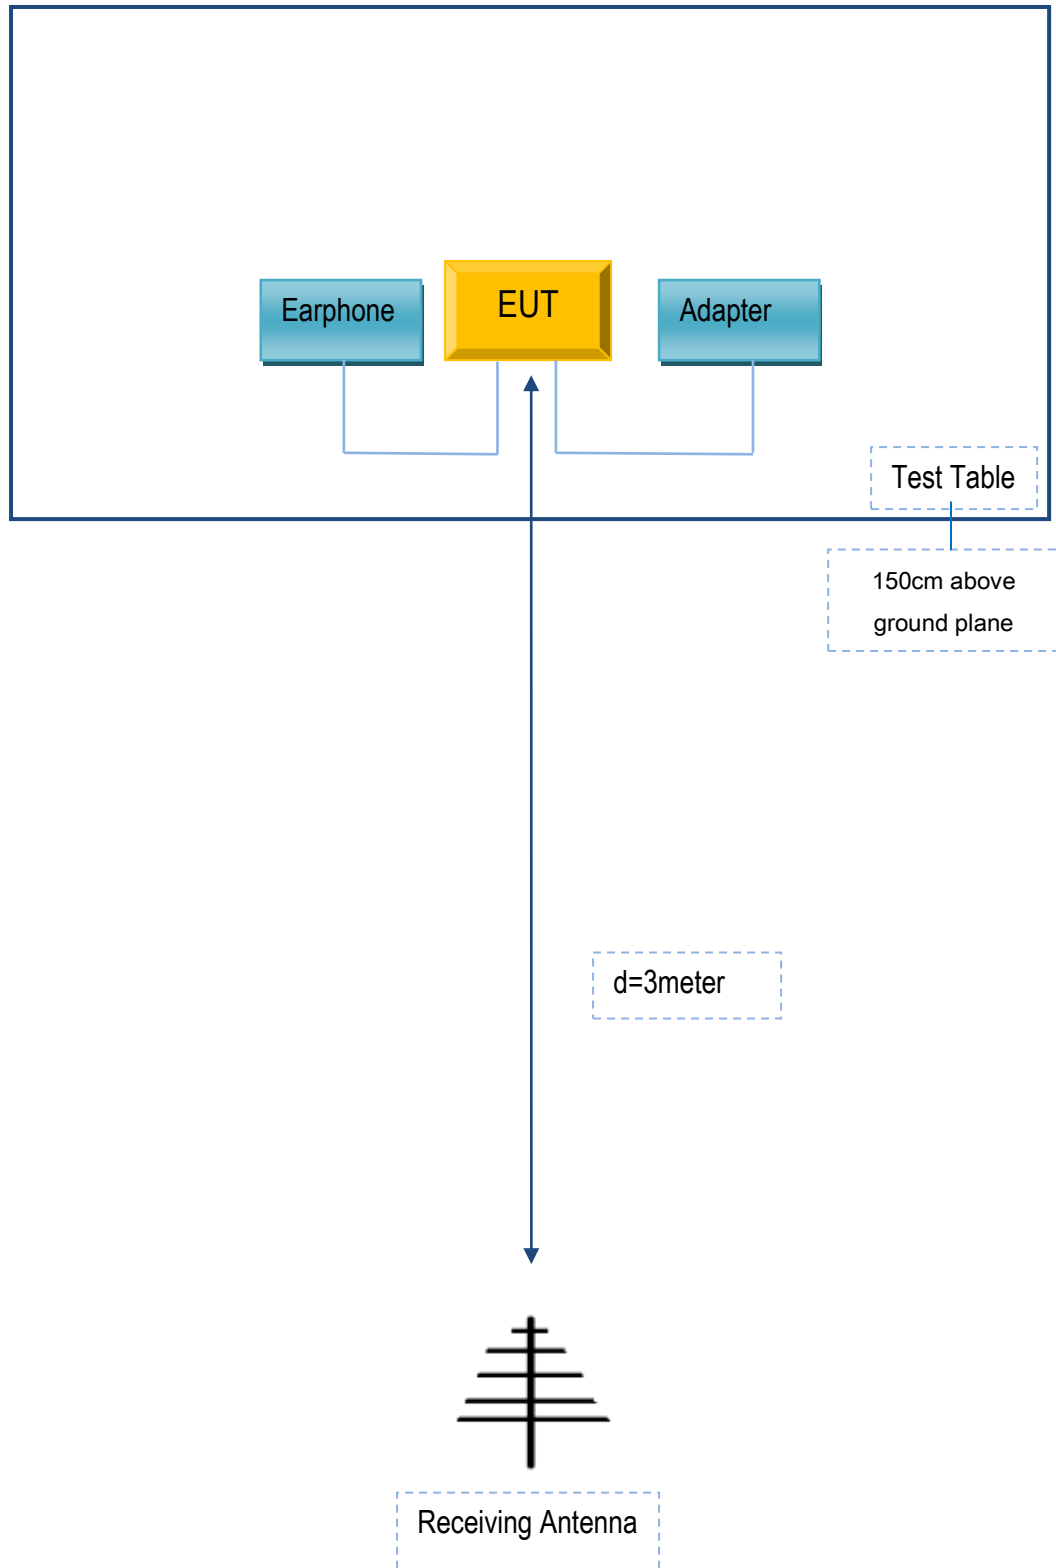 Earphone
EUT
Adapter
Test Table
150cm above
ground plane
d=3meter
Receiving Antenna